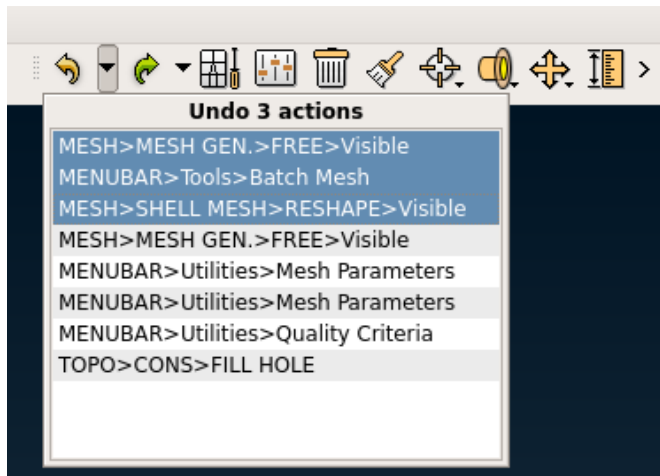 Undo 3 actions
MESH>MESH GEN.>FREE>Visible
MENUBAR>Tools>Batch Mesh
MESH>SHELL MESH>RESHAPE>Visible
MESH>MESH GEN.>FREE>Visible
MENUBAR>Utilities>Mesh Parameters
MENUBAR>Utilities>Mesh Parameters
MENUBAR>Utilities>Quality Criteria
TOPO>CONS>FILL HOLE